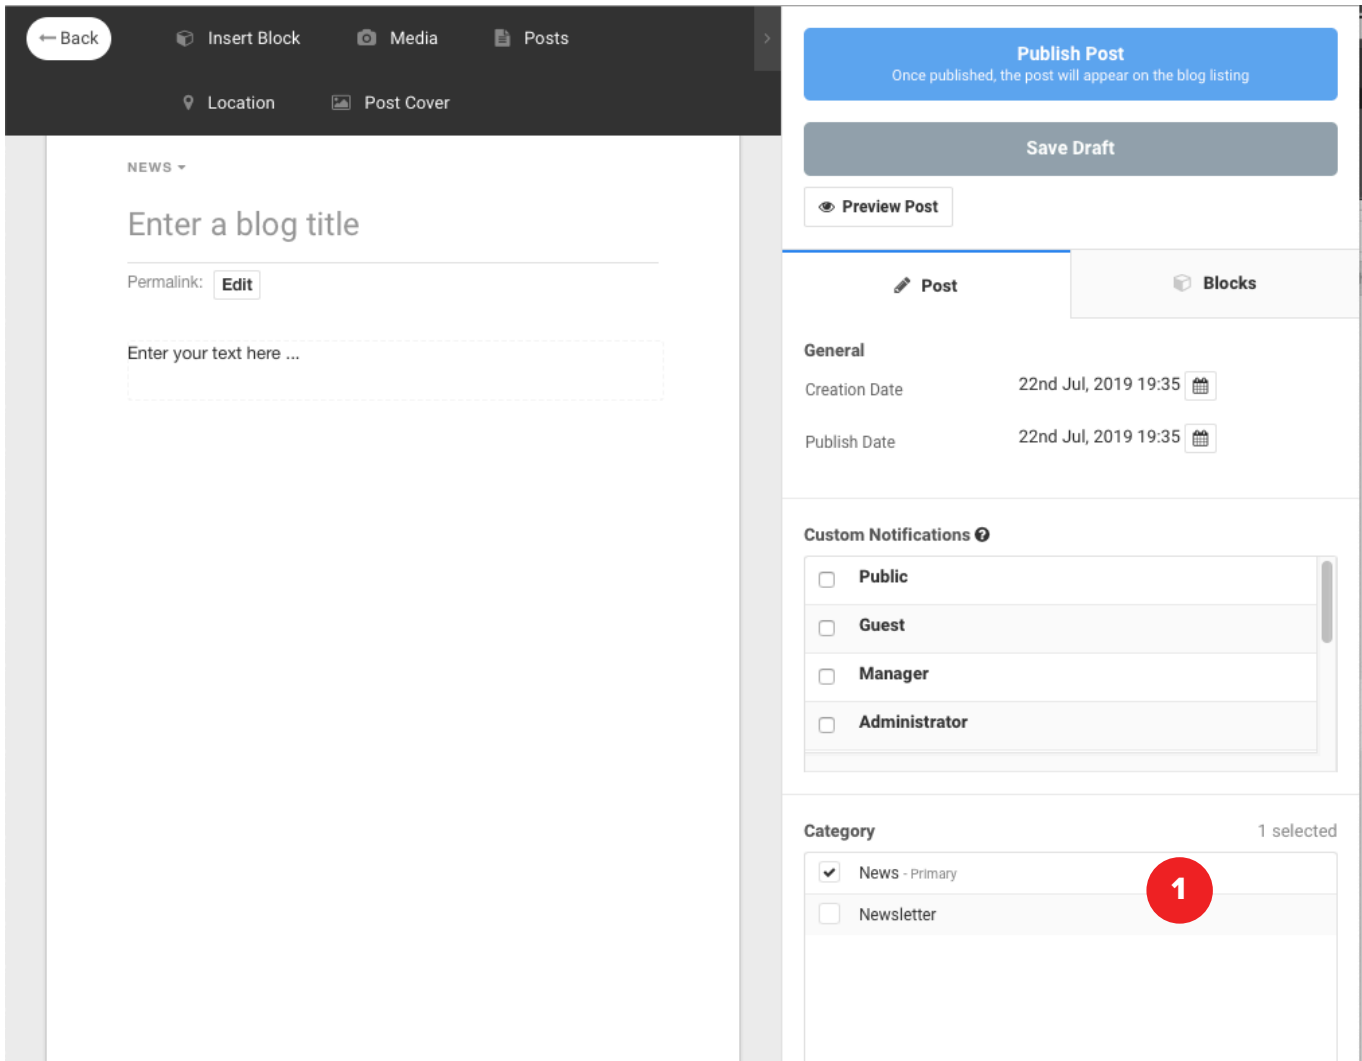 Back
Insert Block
Media
Posts
Location
Post Cover
NEWS
Enter a blog title
Permalink: Edit
Enter your text here ...
Publish Post
Once published, the post will appear on the blog listing
Save Draft
Preview Post
Post
Blocks
General
Creation Date 22nd Jul, 2019 19:35
Publish Date 22nd Jul, 2019 19:35
Custom Notifications
Public
Guest
Manager
Administrator
Category 1 selected
News - Primary
1
Newsletter